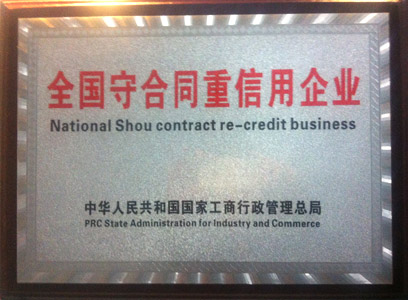 全国守合同重信用企业
National Shou contract re-credit business
中华人民共和国国家工商行政管理总局
PRC State Administration for Industry and Commerce